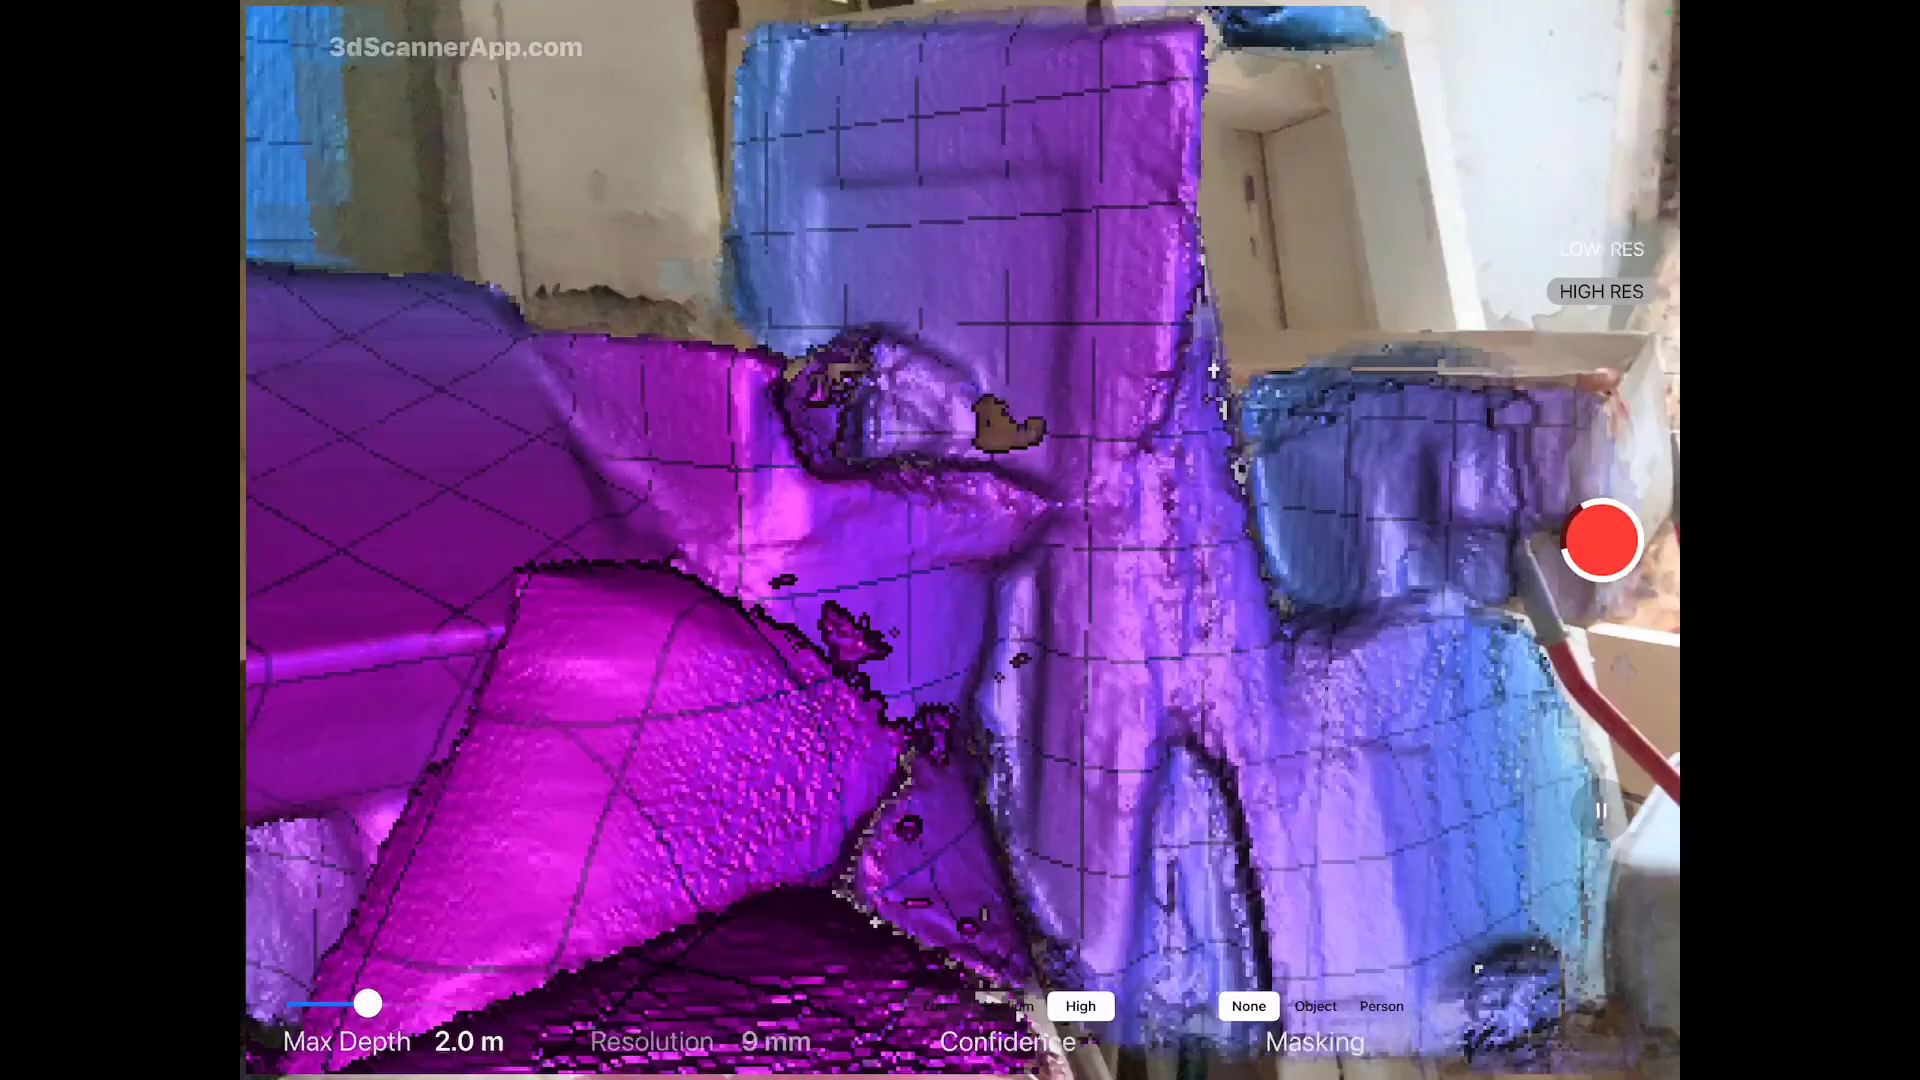 3dScannerApp.com
LOW RES
HIGH RES
Medium High
None Object Person
Max Depth 2.0 m Resolution 9 mm Confidence Masking